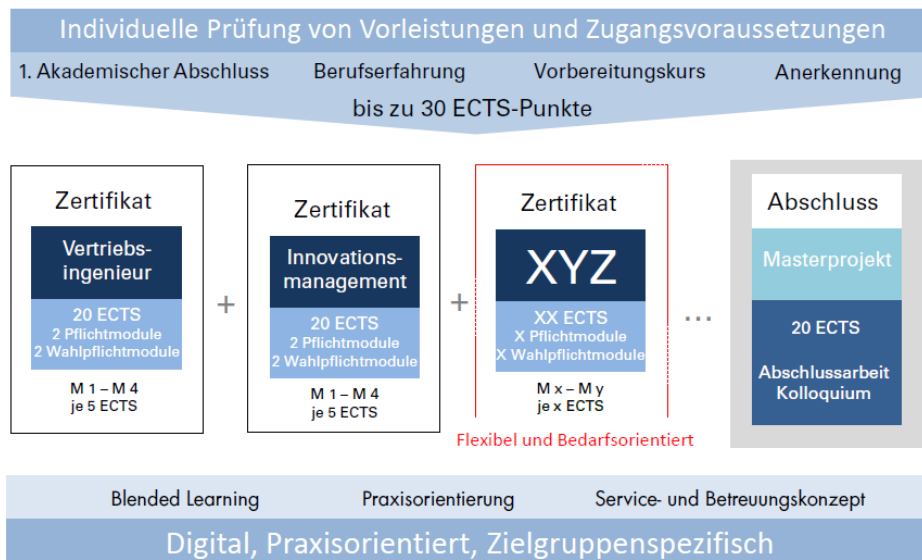 Individuelle Prüfung von Vorleistungen und Zugangsvoraussetzungen
1. Akademischer Abschluss Berufserfahrung Vorbereitungskurs Anerkennung
bis zu 30 ECTS-Punkte
Zertifikat
Vertriebs-
ingenieur
20 ECTS
2 Pflichtmodule
2 Wahlpflichtmodule
M 1 – M 4
je 5 ECTS
+
Zertifikat
Innovations-
management
20 ECTS
2 Pflichtmodule
2 Wahlpflichtmodule
M 1 – M 4
je 5 ECTS
+
Zertifikat
XYZ
XX ECTS
X Pflichtmodule
X Wahlpflichtmodule
M x – M y
je x ECTS
Flexibel und Bedarfsorientiert
...
Abschluss
Masterprojekt
20 ECTS
Abschlussarbeit
Kolloquium
Blended Learning Praxisorientierung Service- und Betreuungskonzept
Digital, Praxisorientiert, Zielgruppenspezifisch